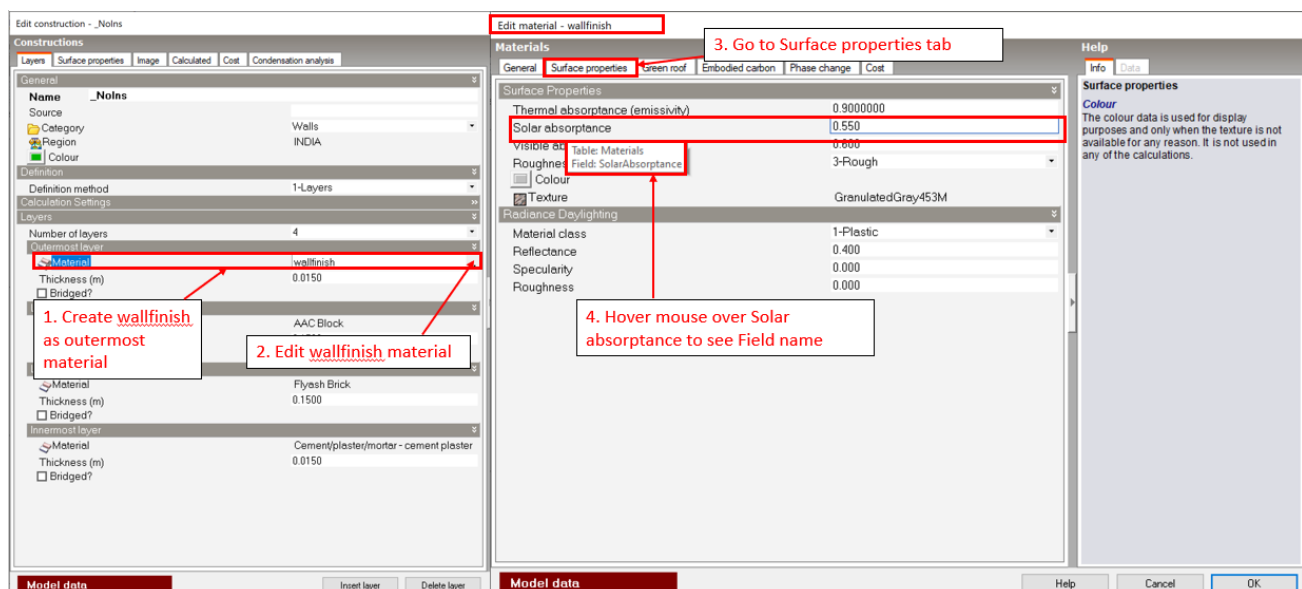 Edit construction - _NoIns
Constructions
Layers Surface properties Image Calculated Cost Condensation analysis
General
Name _NoIns
Source
Category Walls
Region INDIA
Colour
Definition
Definition method 1-Layers
Calculation Settings
Layers
Number of layers 4
Outermost layer
Material wallfinish
Thickness (m) 0.0150
Bridged?
1. Create wallfinish
as outermost
material
AAC Block
2. Edit wallfinish material
Material Flyash Brick
Thickness (m) 0.1500
Bridged?
Innermost layer
Material Cement/plaster/mortar - cement plaster
Thickness (m) 0.0150
Bridged?
Model data
Insert layer Delete layer
Edit material - wallfinish
Materials
3. Go to Surface properties tab
General Surface properties Green roof Embodied carbon Phase change Cost
Surface Properties
Thermal absorptance (emissivity) 0.9000000
Solar absorptance 0.550
Visible 0.600
Table: Materials
Field: SolarAbsorptance
3-Rough
Colour
Texture GranulatedGray453M
Radiance Daylighting
Material class 1-Plastic
Reflectance 0.400
Specularity 0.000
Roughness 0.000
4. Hover mouse over Solar
absorptance to see Field name
Model data
Help
Info Data
Surface properties
Colour
The colour data is used for display
purposes and only when the texture is not
available for any reason. It is not used in
any of the calculations.
Help Cancel OK